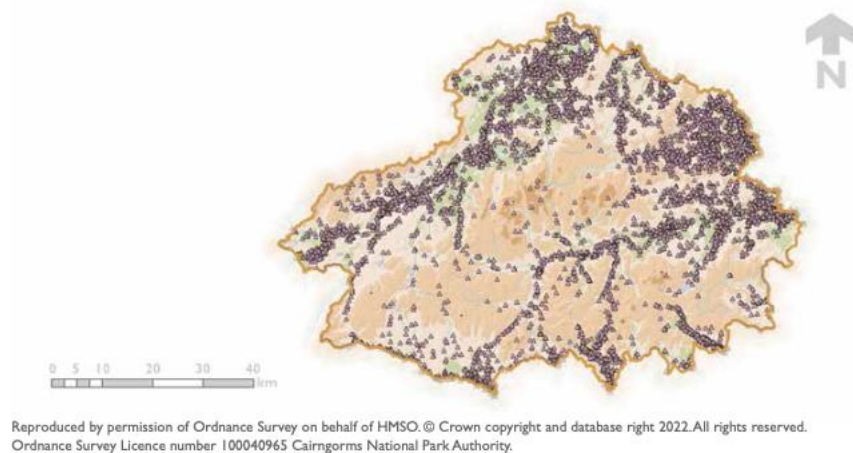 N
0 5 10 20 30 40
km
Reproduced by permission of Ordnance Survey on behalf of HMSO. © Crown copyright and database right 2022. All rights reserved.
Ordnance Survey Licence number 100040965 Cairngorms National Park Authority.